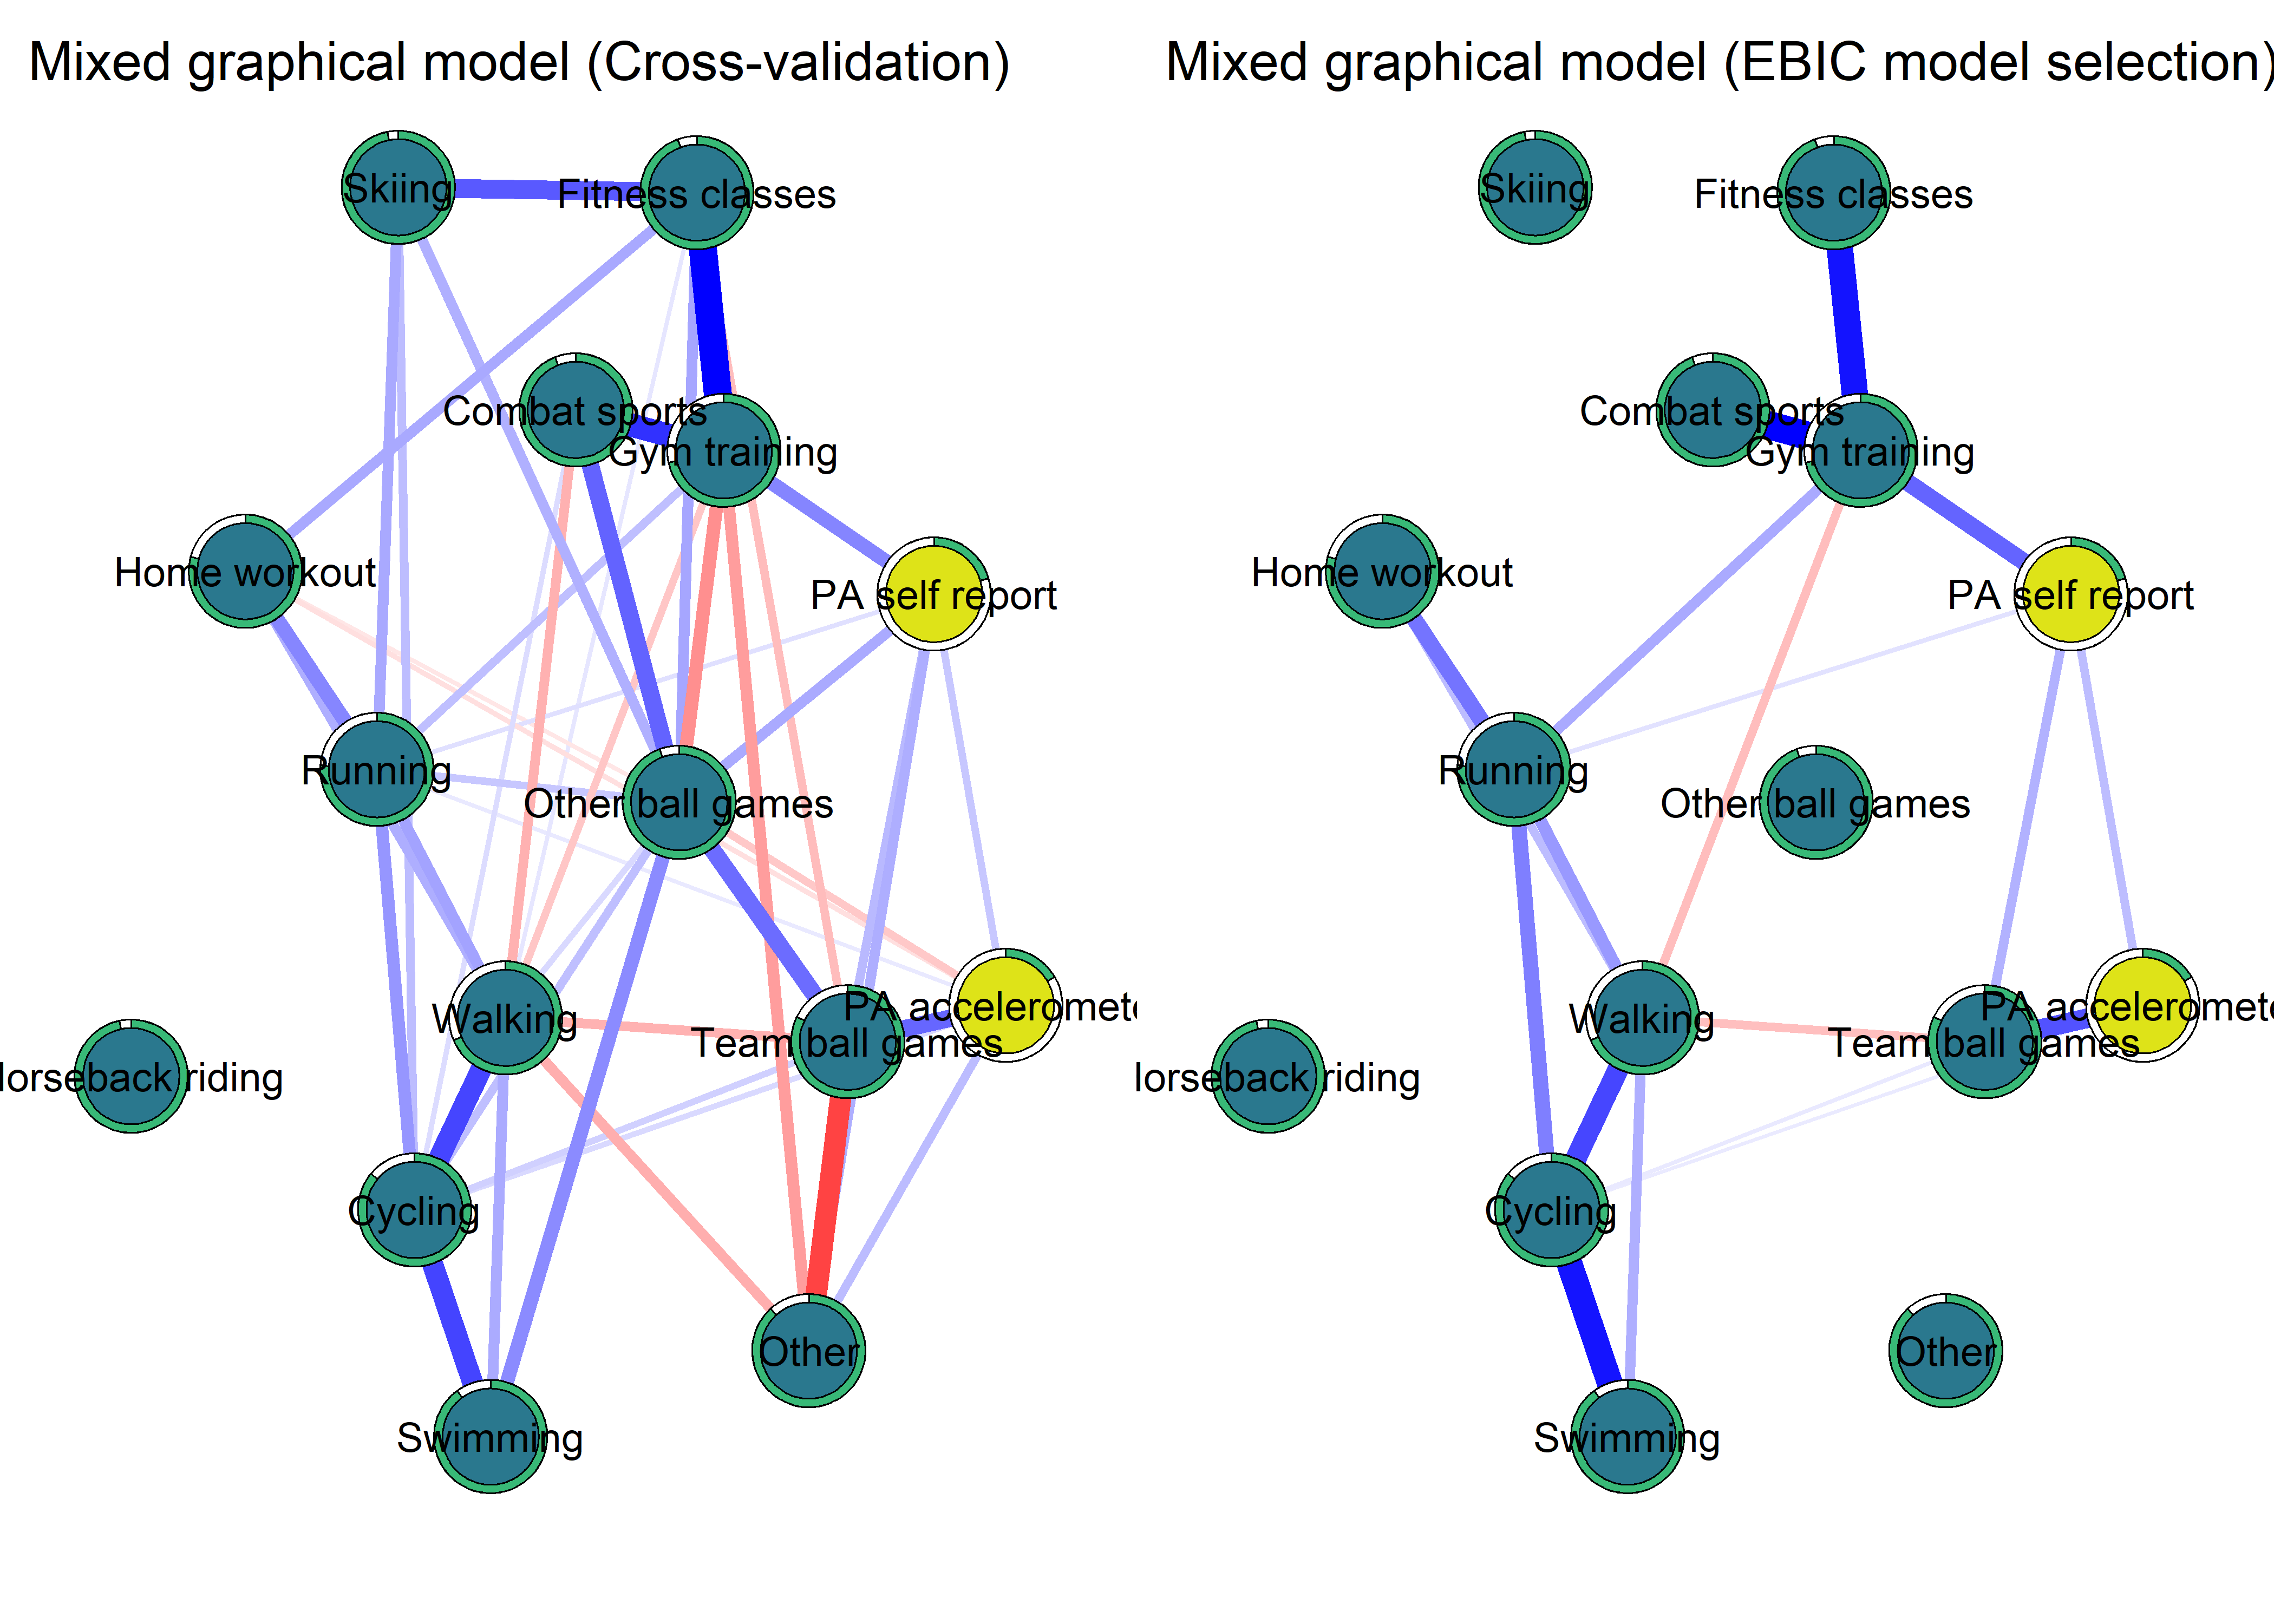 Mixed graphical model (Cross-validation)
Skiing
Fitness classes
Combat sports
Gym training
Home workout
PA self report
Running
Other ball games
Walking
PA acceleromete
Team ball games
lorseback riding
Cycling
Other
Swimming
Mixed graphical model (EBIC model selection)
Skiing
Fitness classes
Combat sports
Gym training
Home workout
PA self report
Running
Other ball games
Walking
PA acceleromete
Team ball games
lorseback riding
Cycling
Other
Swimming